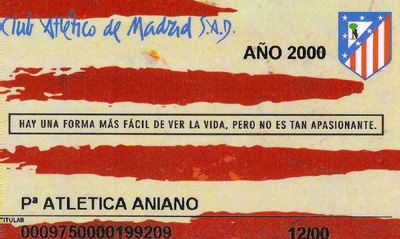 Club Atlético de Madrid S.A.D.
AÑO 2000
HAY UNA FORMA MÁS FÁCIL DE VER LA VIDA, PERO NO ES TAN APASIONANTE.
Pª ATLETICA ANIANO
TITULAR
0009750000199209
12/00